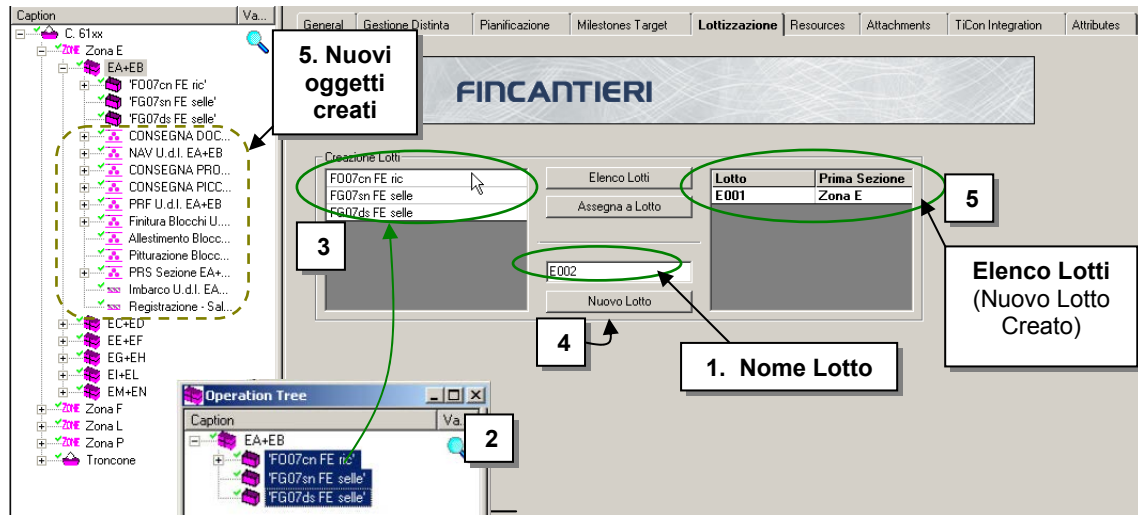 Caption Va...
C. 61xx
ZONE Zona E
EA+EB
'FO07cn FE ric'
'FG07sn FE selle'
'FG07ds FE selle'
CONSEGNA DOC...
NAV U.d.I. EA+EB
CONSEGNA PRO...
CONSEGNA PICC...
PRF U.d.I. EA+EB
Finitura Blocchi U....
Allestimento Blocc...
Pitturazione Blocc...
PRS Sezione EA+...
Imbarco U.d.I. EA...
Registrazione - Sal...
EC+ED
EE+EF
EG+EH
EI+EL
EM+EN
ZONE Zona F
ZONE Zona L
ZONE Zona P
Troncone
5. Nuovi
oggetti
creati
General Gestione Distinta Pianificazione Milestones Target Lottizzazione Resources Attachments TiCon Integration Attributes
FINCANTIERI
Creazione Lotti
FO07cn FE ric
FG07sn FE selle
FG07ds FE selle
3
Elenco Lotti
Assegna a Lotto
E002
Nuovo Lotto
4
1. Nome Lotto
Lotto Prima Sezione
E001 Zona E
5
Elenco Lotti
(Nuovo Lotto
Creato)
Operation Tree
Caption Va...
EA+EB
'FO07cn FE ric'
'FG07sn FE selle'
'FG07ds FE selle'
2